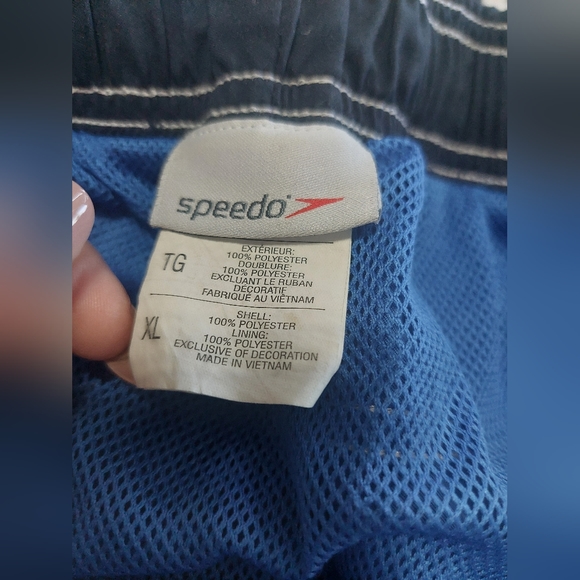 speedo
TG
EXTÉRIEUR:
100% POLYESTER
DOUBLURE:
100% POLYESTER
EXCLUANT LE RUBAN
DÉCORATIF
FABRIQUÉ AU VIÊTNAM
XL
SHELL:
100% POLYESTER
LINING:
100% POLYESTER
EXCLUSIVE OF DECORATION
MADE IN VIETNAM